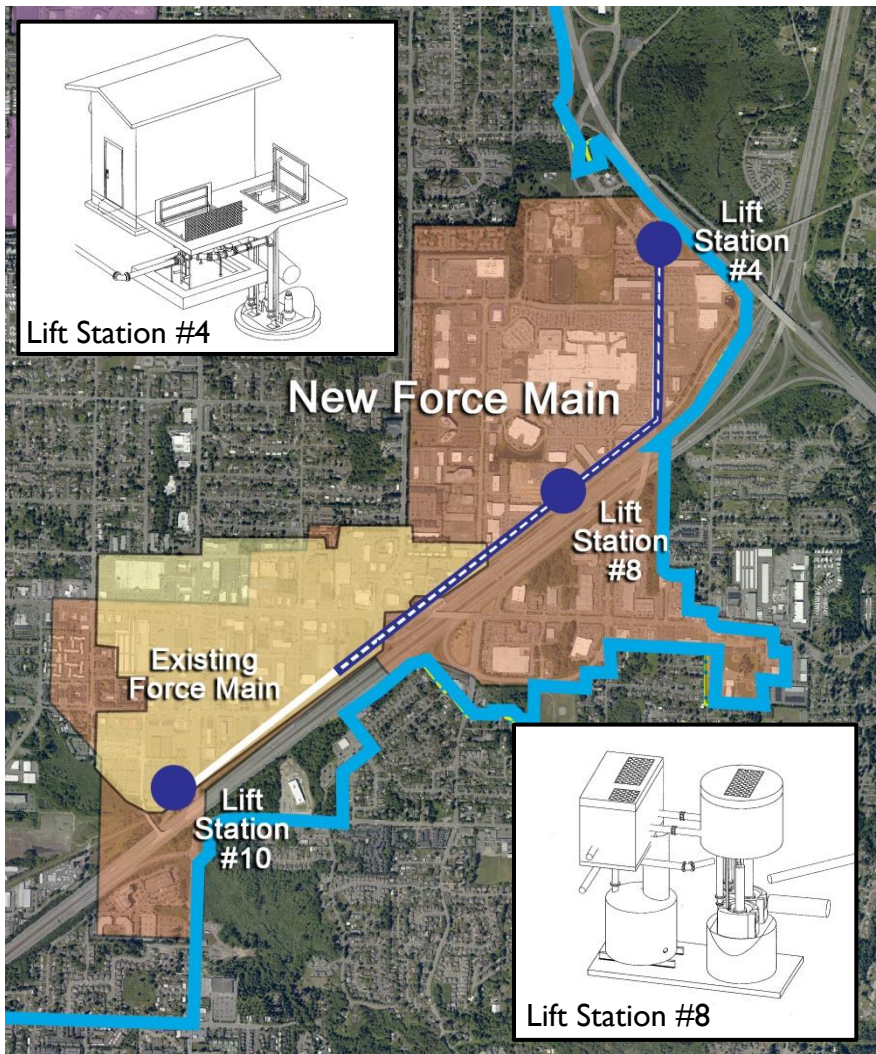 Lift Station #4
Lift
Station
#4
New Force Main
Lift
Station
#8
Existing
Force Main
Lift
Station
#10
Lift Station #8